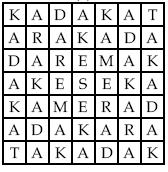 K A D A K A T
A R A K A D A
D A R E M A K
A K E S E K A
K A M E R A D
A D A K A R A
T A K A D A K